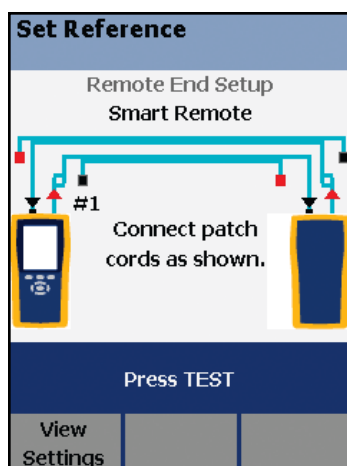 Set Reference
Remote End Setup
Smart Remote
#1
Connect patch
cords as shown.
Press TEST
View
Settings